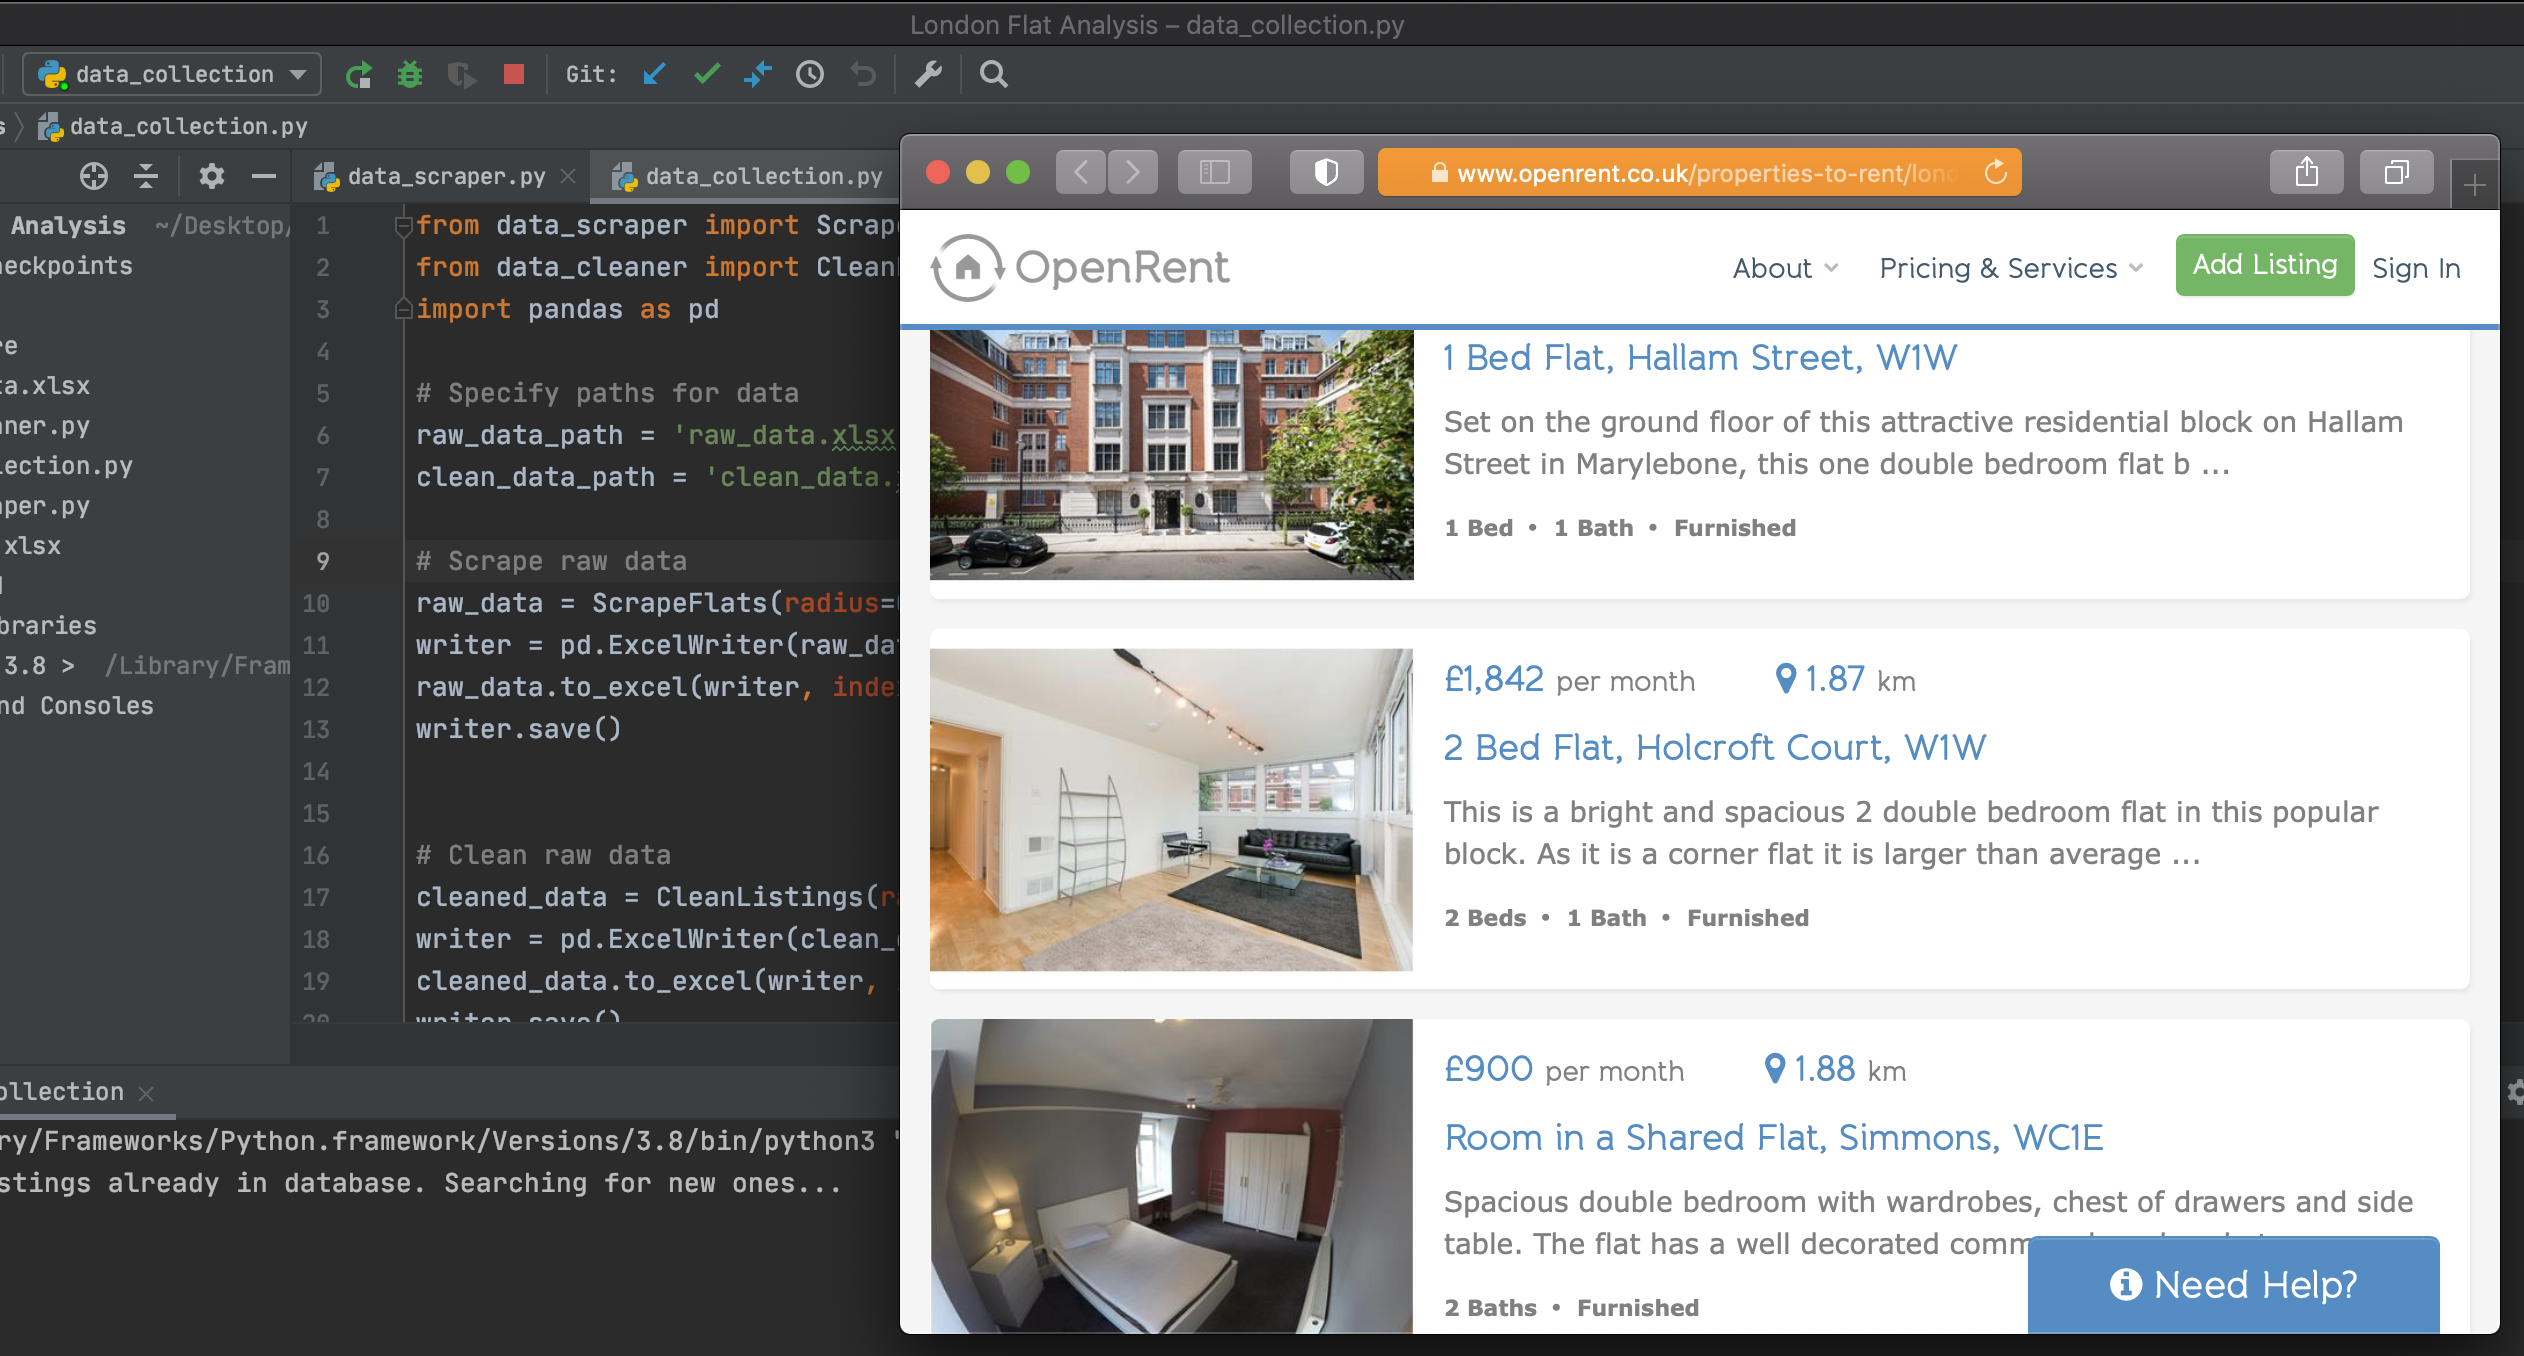 London Flat Analysis – data_collection.py
data_collection
Git:
data_collection.py
data_scraper.py
data_collection.py
Analysis ~/Desktop/
eckpoints
ta.xlsx
ner.py
lection.py
per.py
xlsx
braries
3.8 > /Library/Fram
nd Consoles
1 from data_scraper import Scrap
2 from data_cleaner import Clean
3 import pandas as pd
4
5 # Specify paths for data
6 raw_data_path = 'raw_data.xlsx
7 clean_data_path = 'clean_data.
8
9 # Scrape raw data
10 raw_data = ScrapeFlats(radius=
11 writer = pd.ExcelWriter(raw_da
12 raw_data.to_excel(writer, inde
13 writer.save()
14
15
16 # Clean raw data
17 cleaned_data = CleanListings(r
18 writer = pd.ExcelWriter(clean_
19 cleaned_data.to_excel(writer,
20 writer.save()
ollection
ry/Frameworks/Python.framework/Versions/3.8/bin/python3
stings already in database. Searching for new ones...
www.openrent.co.uk/properties-to-rent/lond
OpenRent
About
Pricing & Services
Add Listing
Sign In
1 Bed Flat, Hallam Street, W1W
Set on the ground floor of this attractive residential block on Hallam
Street in Marylebone, this one double bedroom flat b ...
1 Bed • 1 Bath • Furnished
£1,842 per month 1.87 km
2 Bed Flat, Holcroft Court, W1W
This is a bright and spacious 2 double bedroom flat in this popular
block. As it is a corner flat it is larger than average ...
2 Beds • 1 Bath • Furnished
£900 per month 1.88 km
Room in a Shared Flat, Simmons, WC1E
Spacious double bedroom with wardrobes, chest of drawers and side
table. The flat has a well decorated comm
2 Baths • Furnished
Need Help?